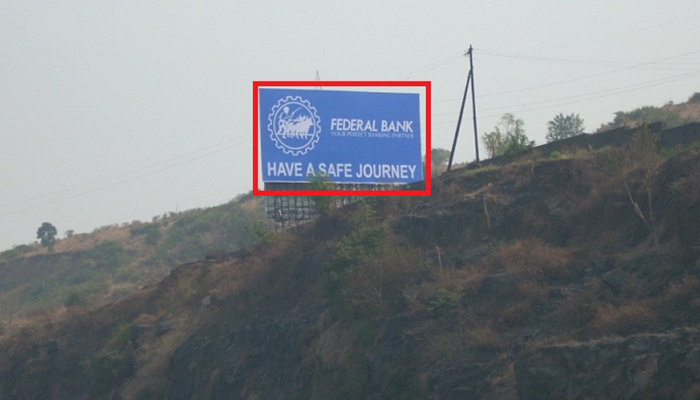 FEDERAL BANK
YOUR PERFECT BANKING PARTNER
HAVE A SAFE JOURNEY